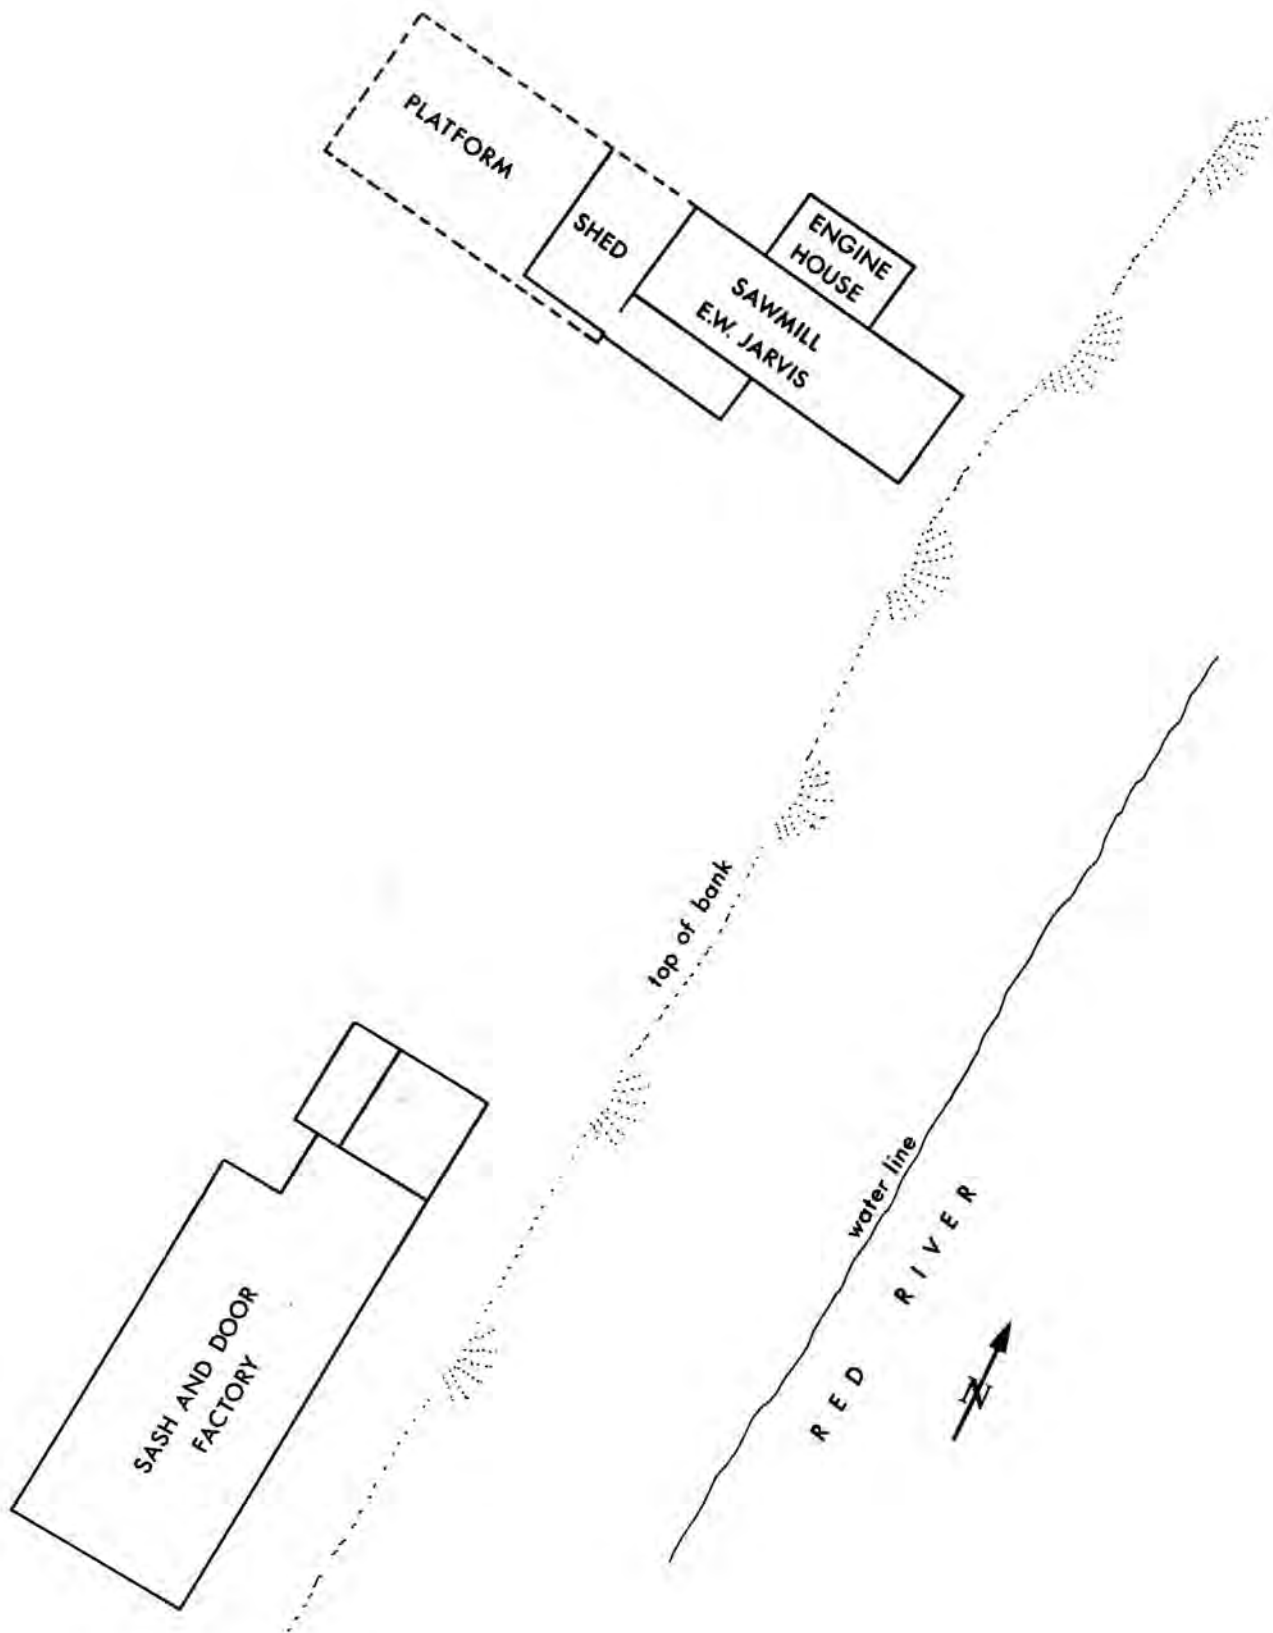 PLATFORM
SHED
ENGINE
HOUSE
SAWMILL
E.W. JARVIS
top of bank
water line
RED RIVER
N
SASH AND DOOR
FACTORY